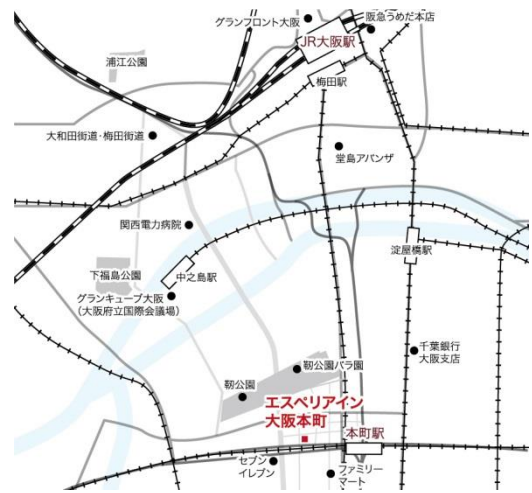 グランフロント大阪
阪急うめだ本店
JR大阪駅
浦江公園
梅田駅
大和田街道・梅田街道
堂島アバンザ
関西電力病院
淀屋橋駅
下福島公園
中之島駅
グランキューブ大阪
(大阪府立国際会議場)
千葉銀行
大阪支店
靭公園バラ園
靭公園
エスペリアイン
大阪本町
本町駅
セブン
イレブン
ファミリー
マート